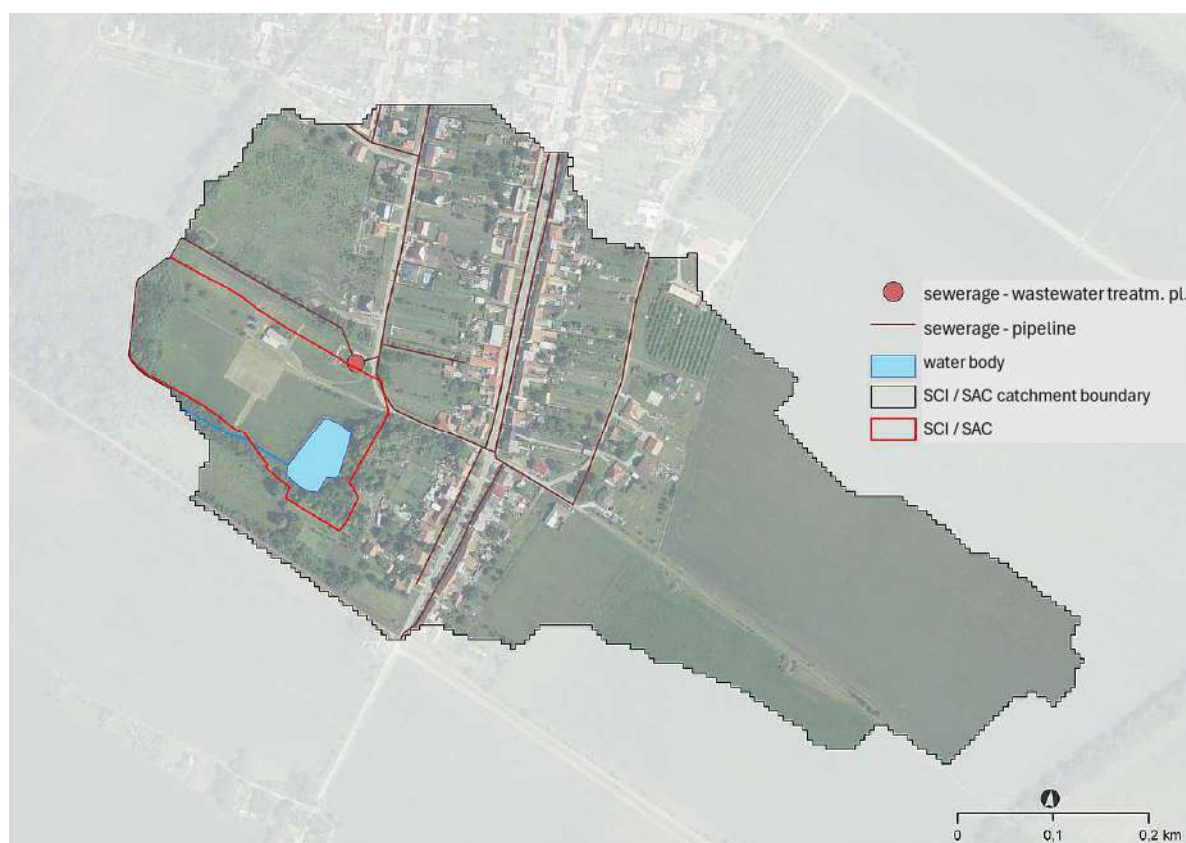 sewerage - wastewater treatm. pl.
sewerage - pipeline
water body
SCI / SAC catchment boundary
SCI / SAC
0 0,1 0,2 km